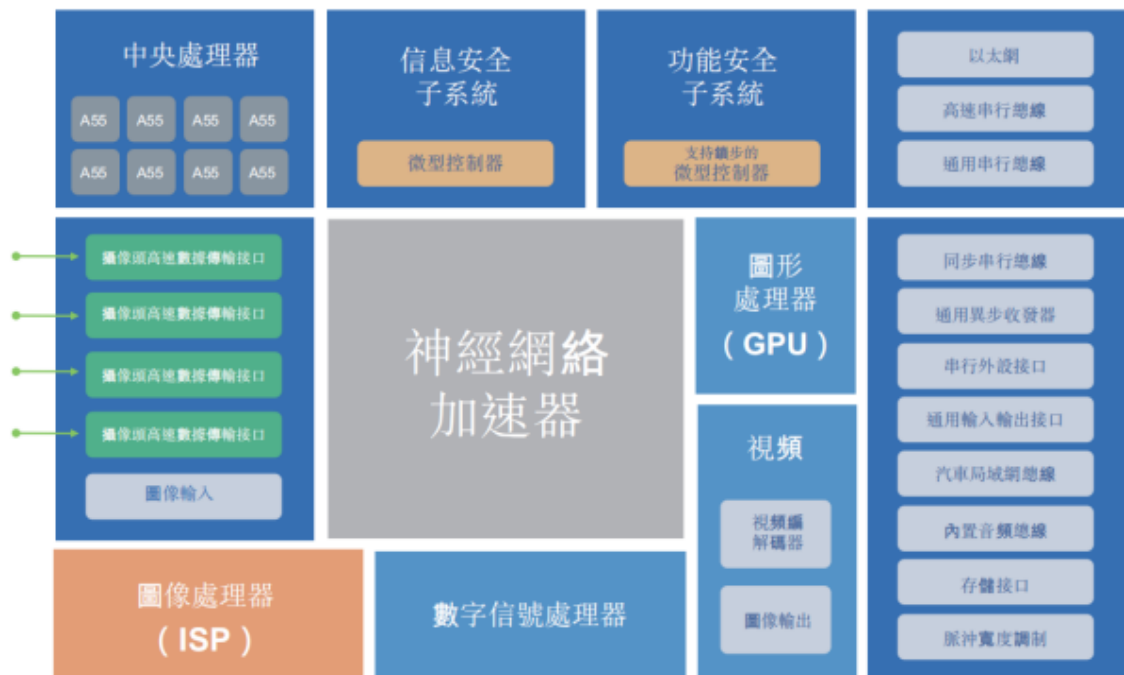 中央處理器
A55 A55 A55 A55
A55 A55 A55 A55
信息安全
子系統
微型控制器
功能安全
子系統
支持鎖步的
微型控制器
以太網
高速串行總線
通用串行總線
攝像頭高速數據傳輸接口
攝像頭高速數據傳輸接口
攝像頭高速數據傳輸接口
攝像頭高速數據傳輸接口
圖像輸入
神經網絡
加速器
圖形
處理器
(GPU)
視頻
視頻編
解碼器
圖像輸出
同步串行總線
通用異步收發器
串行外設接口
通用輸入輸出接口
汽車局域網總線
內置音頻總線
存儲接口
脈沖寬度調制
圖像處理器
(ISP)
數字信號處理器